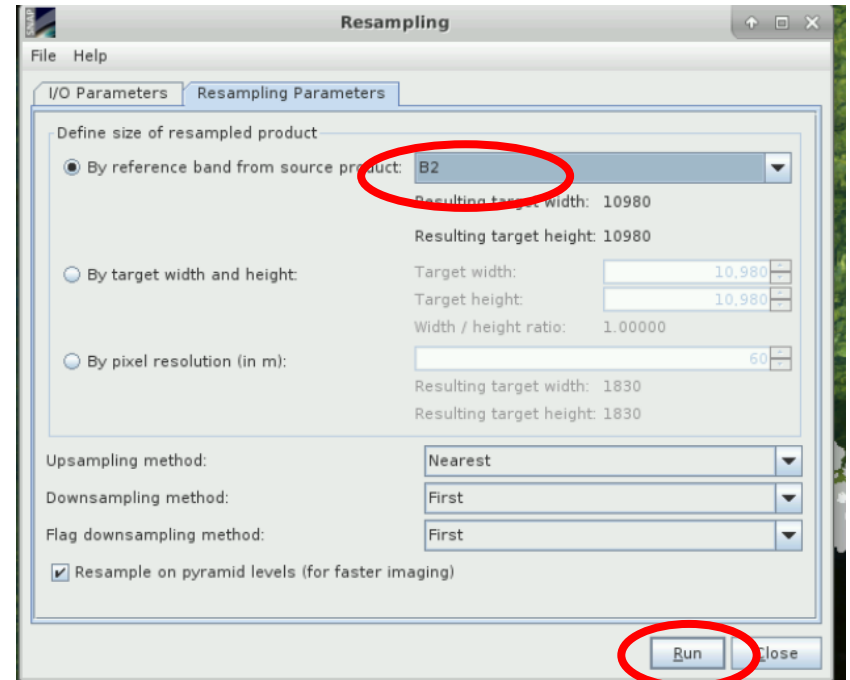 SNAP
Resampling
File Help
I/O Parameters Resampling Parameters
Define size of resampled product
By reference band from source product: B2
Resulting target width: 10980
Resulting target height: 10980
By target width and height: Target width: 10,980
Target height: 10,980
Width / height ratio: 1.00000
By pixel resolution (in m): 60
Resulting target width: 1830
Resulting target height: 1830
Upsampling method: Nearest
Downsampling method: First
Flag downsampling method: First
Resample on pyramid levels (for faster imaging)
Run Close